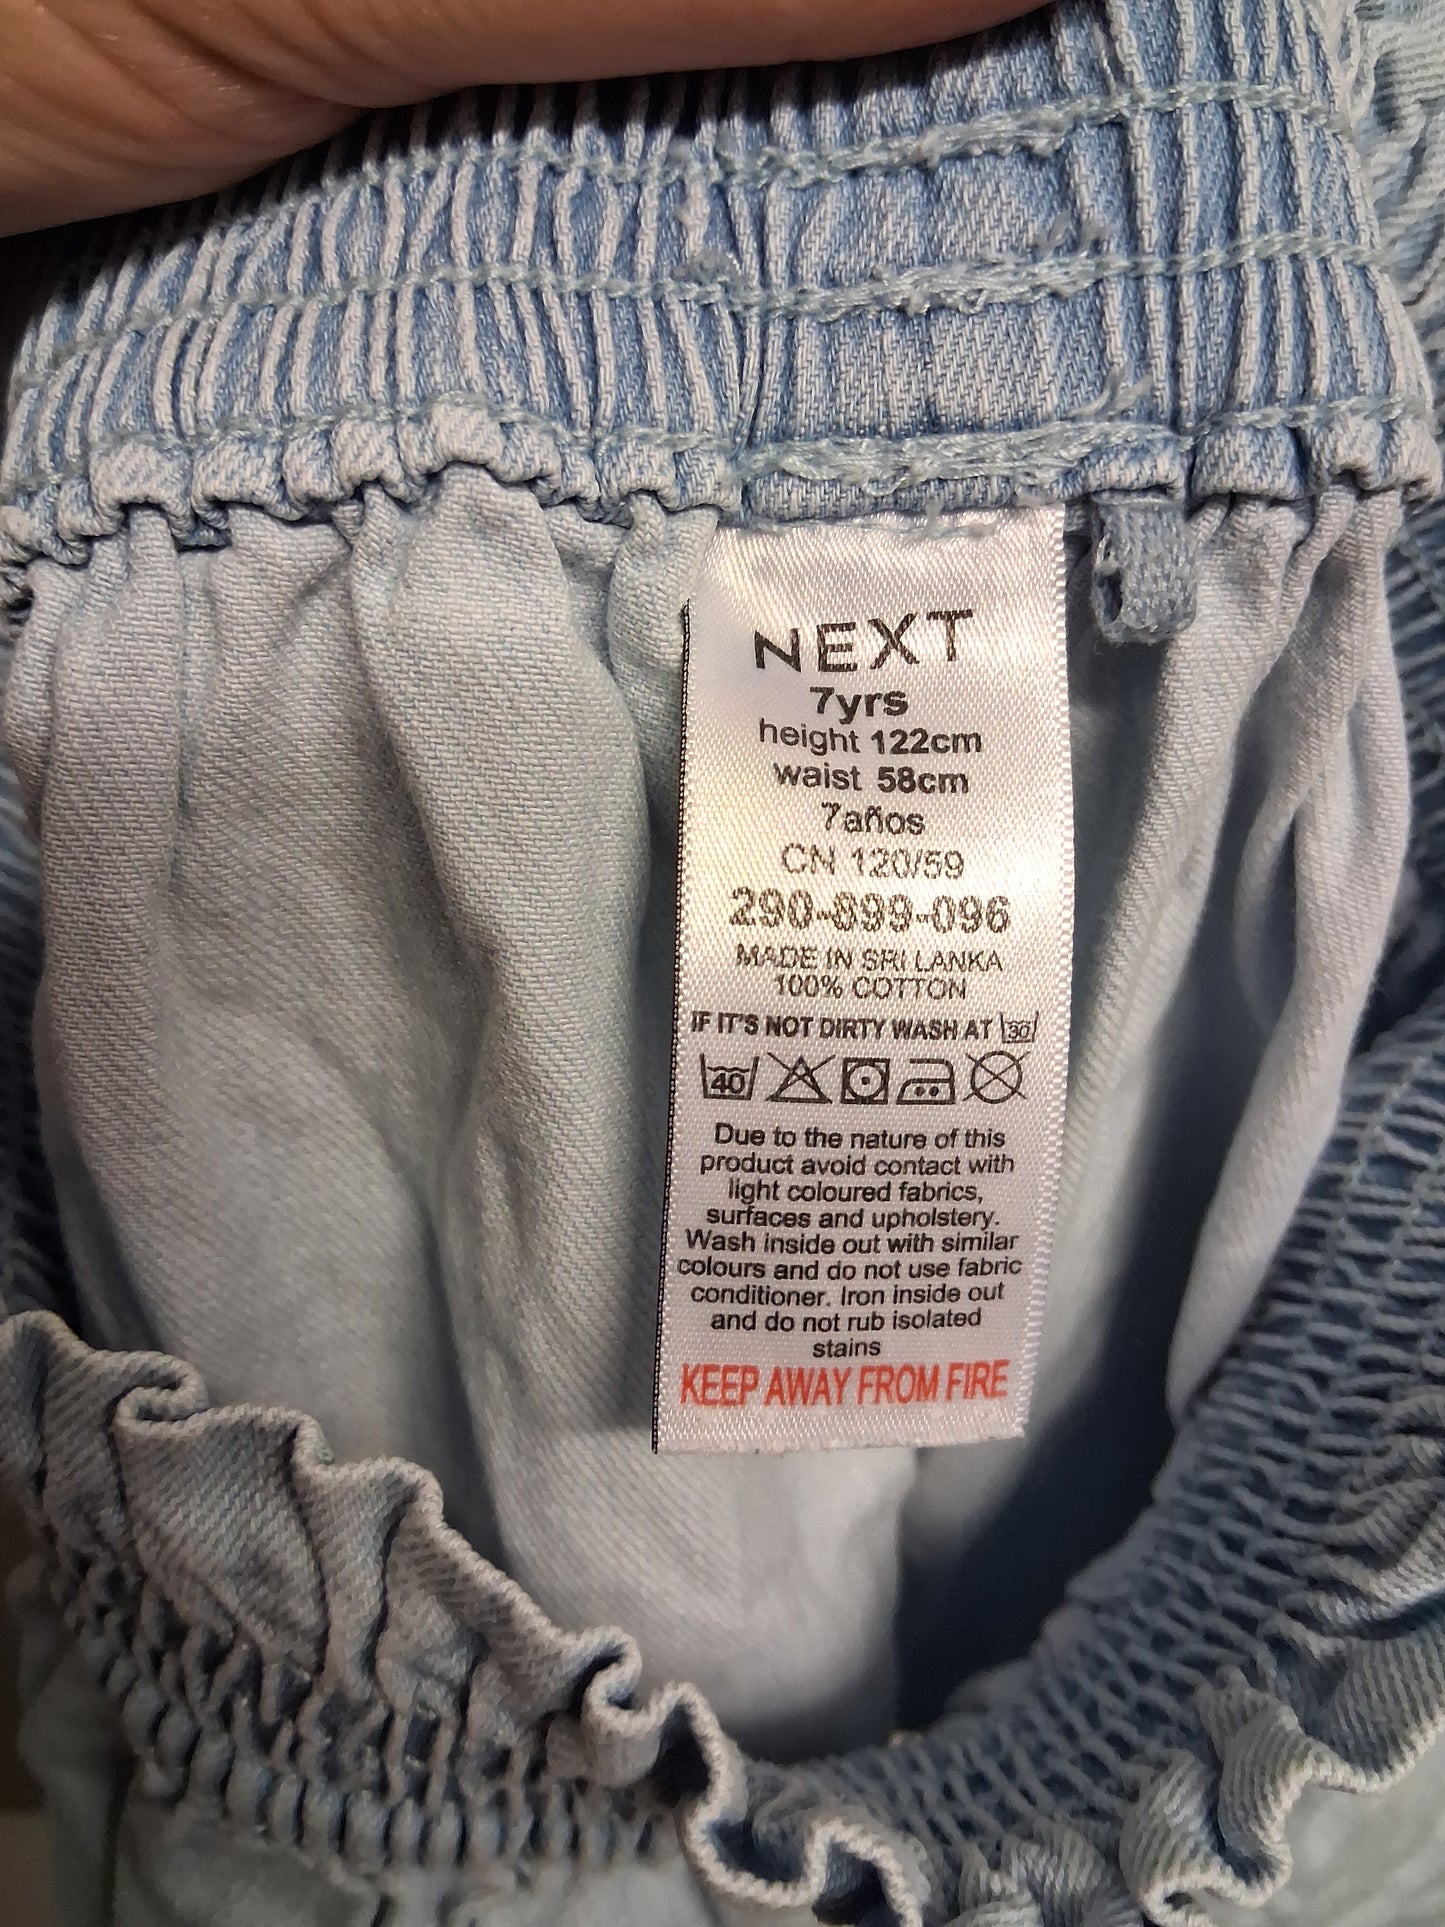 NEXT
7yrs
height 122cm
waist 58cm
7años
CN 120/59
290-899-096
MADE IN SRI LANKA
100% COTTON
IF IT'S NOT DIRTY WASH AT 30
40
Due to the nature of this
product avoid contact with
light coloured fabrics,
surfaces and upholstery.
Wash inside out with similar
colours and do not use fabric
conditioner. Iron inside out
and do not rub isolated
stains
KEEP AWAY FROM FIRE